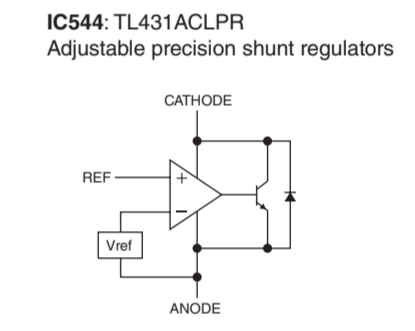 IC544: TL431ACLPR
Adjustable precision shunt regulators
CATHODE
REF
+
−
Vref
ANODE